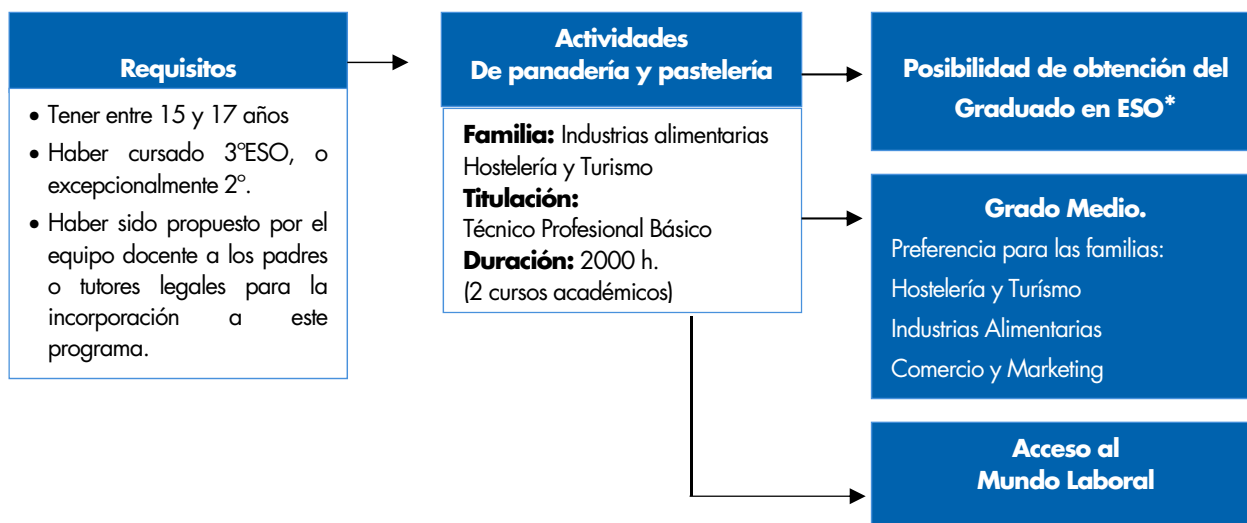 Requisitos
• Tener entre 15 y 17 años
• Haber cursado 3ºESO, o
excepcionalmente 2º.
• Haber sido propuesto por el
equipo docente a los padres
o tutores legales para la
incorporación a este
programa.
Actividades
De panadería y pastelería
Familia: Industrias alimentarias
Hostelería y Turismo
Titulación:
Técnico Profesional Básico
Duración: 2000 h.
(2 cursos académicos)
Posibilidad de obtención del
Graduado en ESO*
Grado Medio.
Preferencia para las familias:
Hostelería y Turísmo
Industrias Alimentarias
Comercio y Marketing
Acceso al
Mundo Laboral